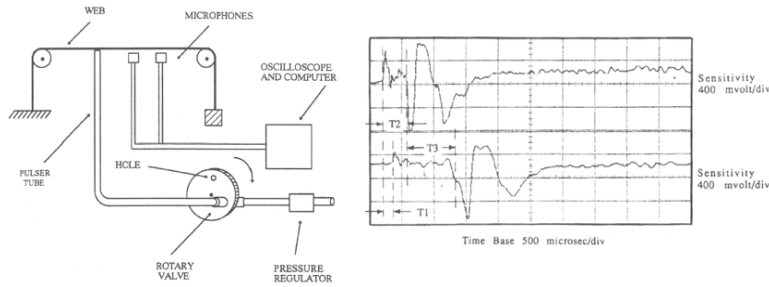 WEB
MICROPHONES
OSCILLOSCOPE
AND COMPUTER
PULSER
TUBE
HOLE
ROTARY
VALVE
PRESSURE
REGULATOR
Sensitivity
400 mvolt/div
T2
T3
Sensitivity
400 mvolt/div
T1
Time Base 500 microsec/div